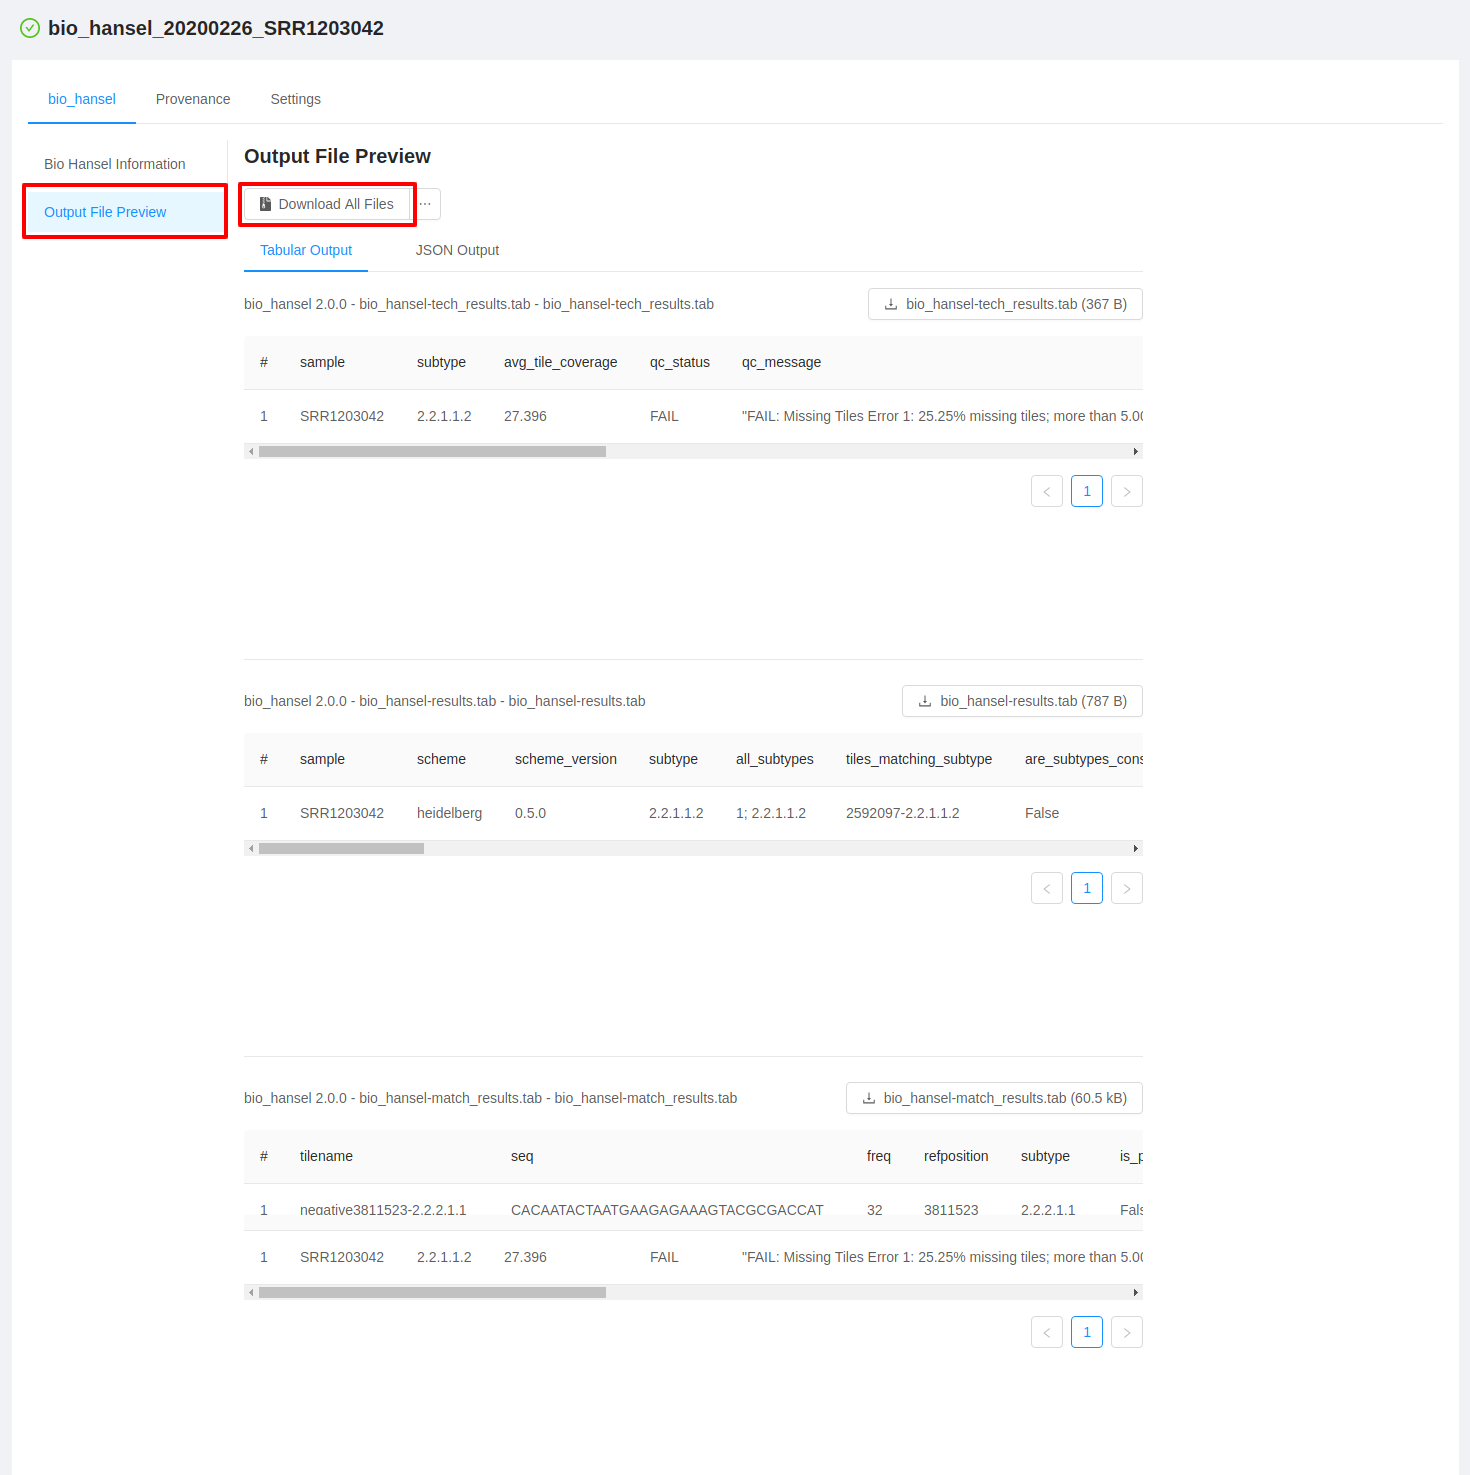 bio_hansel_20200226_SRR1203042
bio_hansel Provenance Settings
Bio Hansel Information
Output File Preview
Output File Preview
Download All Files ...
Tabular Output JSON Output
bio_hansel 2.0.0 - bio_hansel-tech_results.tab - bio_hansel-tech_results.tab bio_hansel-tech_results.tab (367 B)
# sample subtype avg_tile_coverage qc_status qc_message
1 SRR1203042 2.2.1.1.2 27.396 FAIL "FAIL: Missing Tiles Error 1: 25.25% missing tiles; more than 5.00
1
bio_hansel 2.0.0 - bio_hansel-results.tab - bio_hansel-results.tab bio_hansel-results.tab (787 B)
# sample scheme scheme_version subtype all_subtypes tiles_matching_subtype are_subtypes_cons
1 SRR1203042 heidelberg 0.5.0 2.2.1.1.2 1; 2.2.1.1.2 2592097-2.2.1.1.2 False
1
bio_hansel 2.0.0 - bio_hansel-match_results.tab - bio_hansel-match_results.tab bio_hansel-match_results.tab (60.5 kB)
# tilename seq freq refposition subtype is_p
1 negative3811523-2.2.2.1.1 CACAATACTAATGAAGAGAAAGTACGCGACCAT 32 3811523 2.2.2.1.1 Fals
1 SRR1203042 2.2.1.1.2 27.396 FAIL "FAIL: Missing Tiles Error 1: 25.25% missing tiles; more than 5.00
1